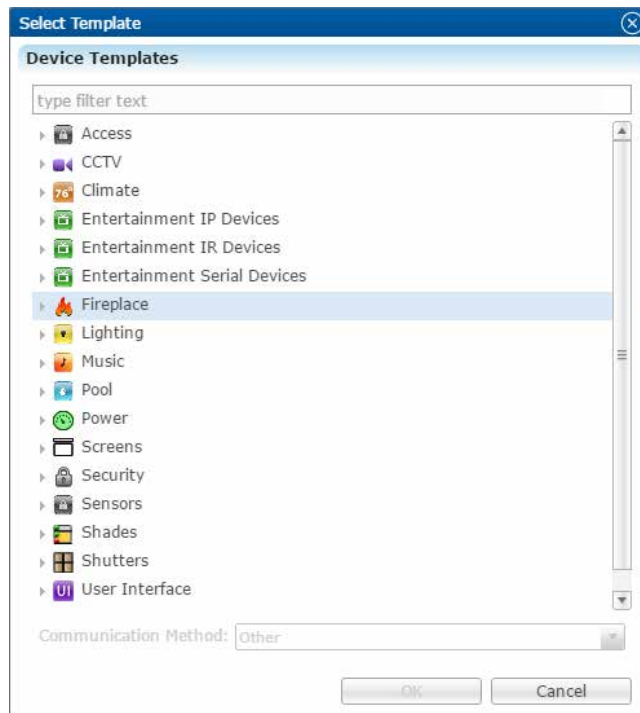 Select Template
Device Templates
type filter text
Access
CCTV
76° Climate
Entertainment IP Devices
Entertainment IR Devices
Entertainment Serial Devices
Fireplace
Lighting
Music
Pool
Power
Screens
Security
Sensors
Shades
Shutters
UI User Interface
Communication Method: Other
OK Cancel